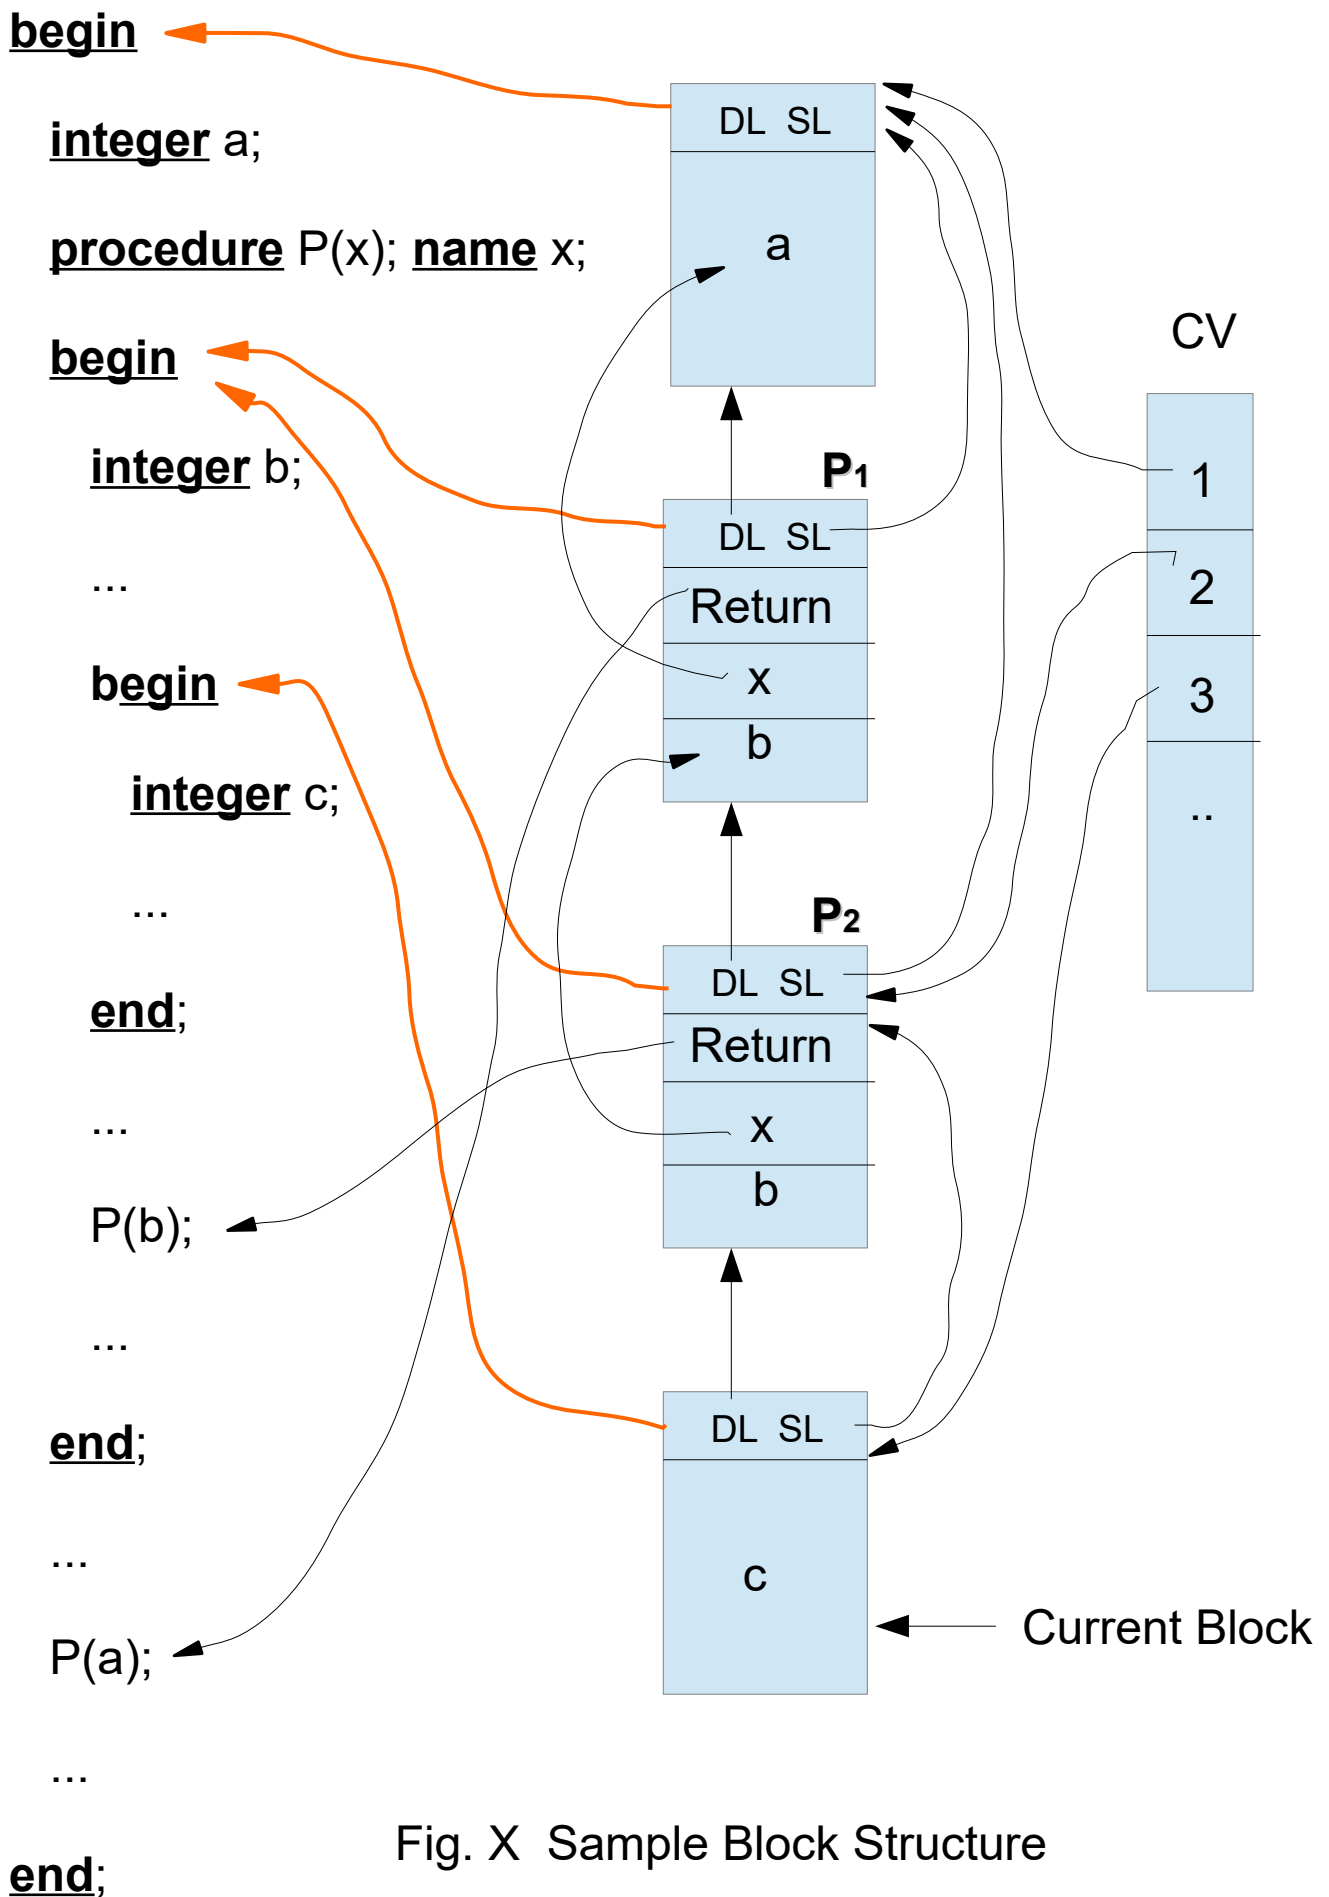 begin
integer a;
procedure P(x); name x;
begin
integer b;
...
begin
integer c;
...
end;
...
P(b);
...
end;
...
P(a);
...
end;
DL SL
a
P1
DL SL
Return
x
b
P2
DL SL
Return
x
b
DL SL
c
CV
1
2
3
..
Current Block
Fig. X Sample Block Structure